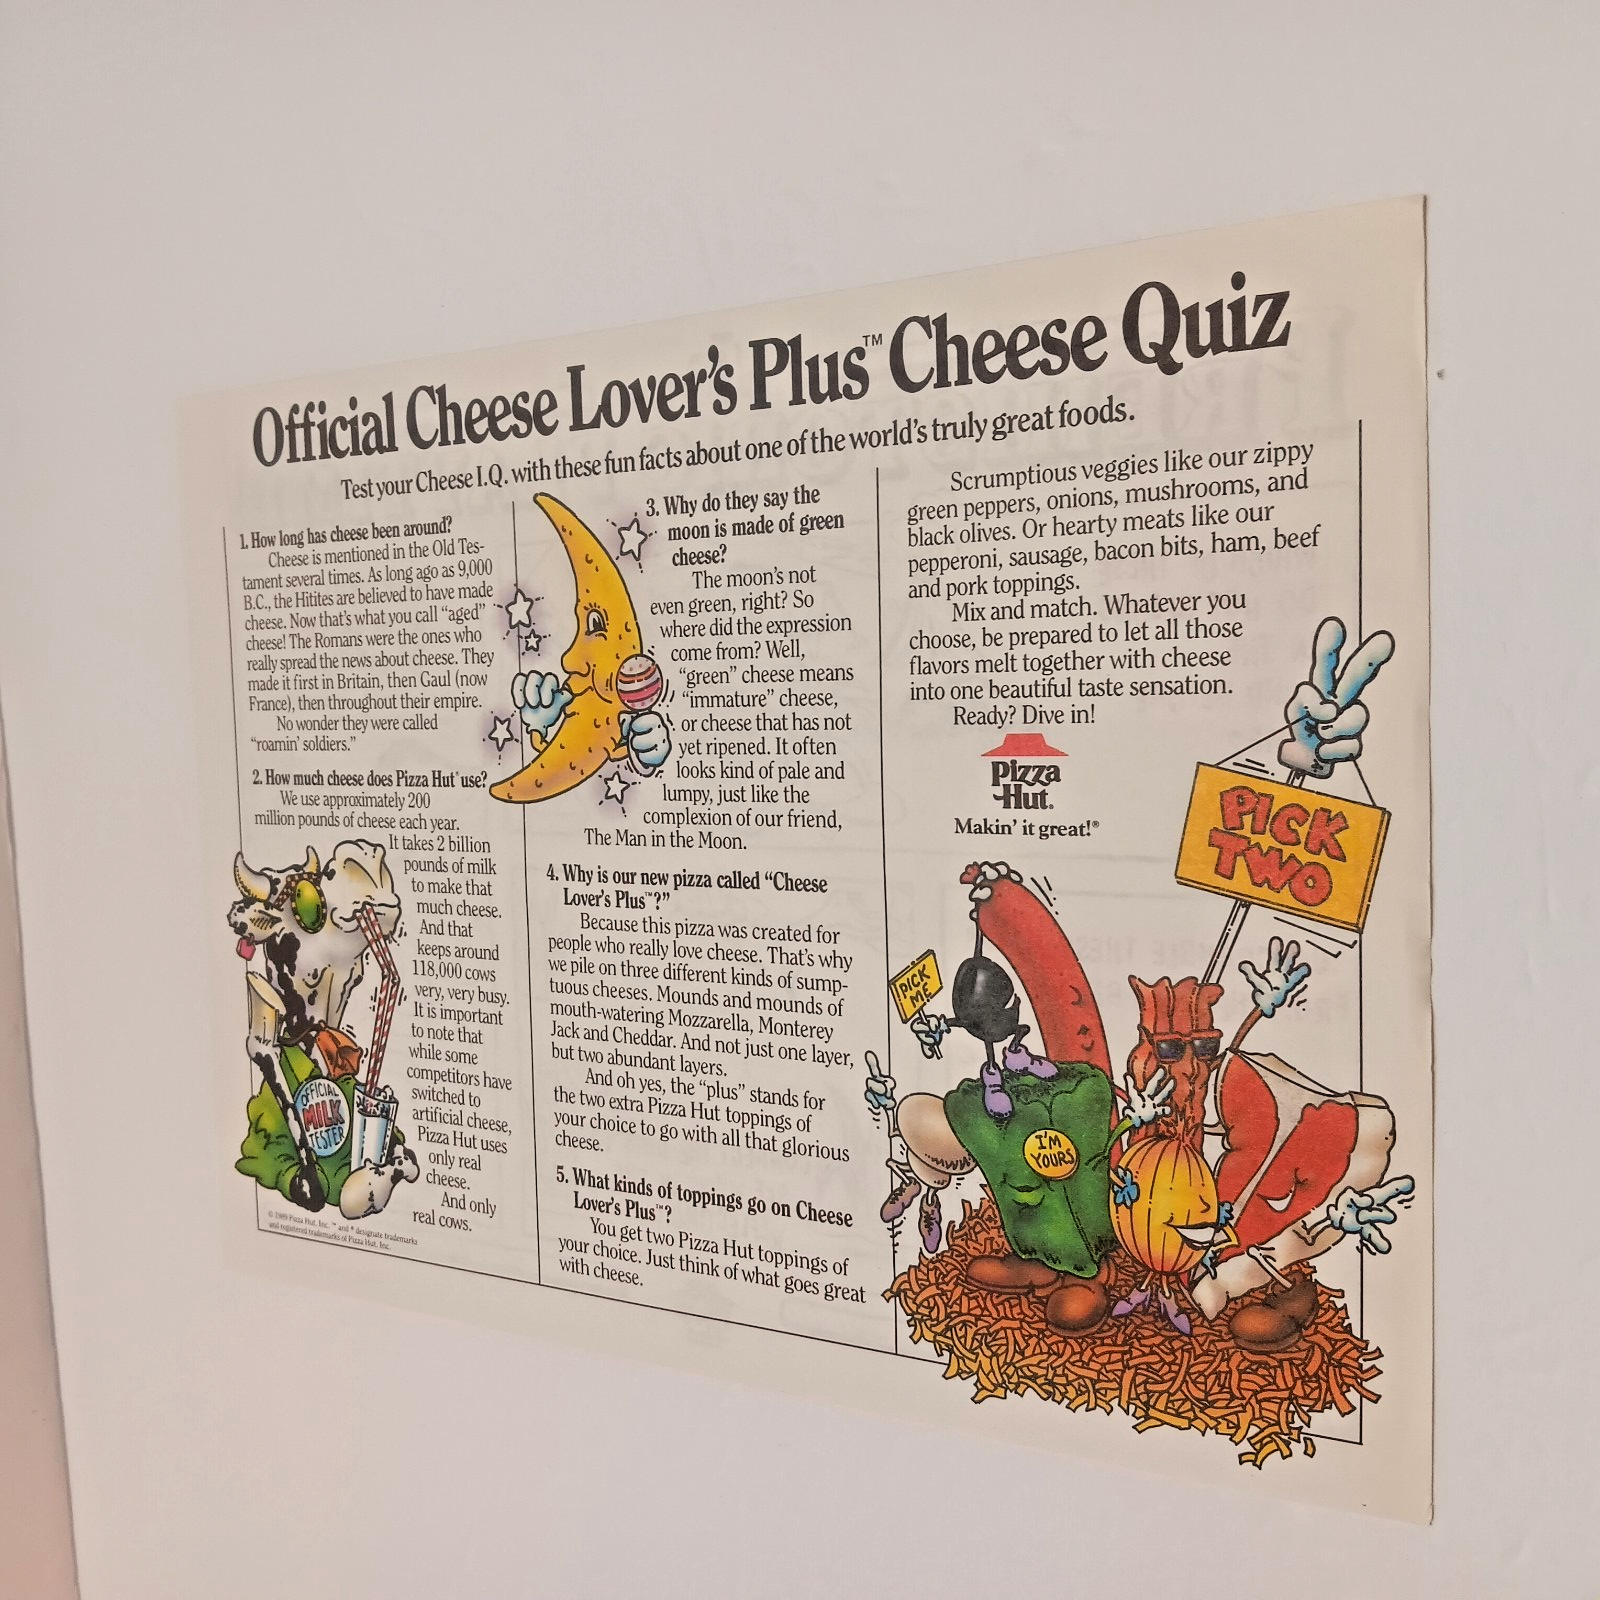 Official Cheese Lover's Plus™ Cheese Quiz
Test your Cheese I.Q. with these fun facts about one of the world's truly great foods.
1. How long has cheese been around?
Cheese is mentioned in the Old Tes-
tament several times. As long ago as 9,000
B.C., the Hitites are believed to have made
cheese. Now that's what you call "aged"
cheese! The Romans were the ones who
really spread the news about cheese. They
made it first in Britain, then Gaul (now
France), then throughout their empire.
No wonder they were called
"roamin' soldiers."
2. How much cheese does Pizza Hut® use?
We use approximately 200
million pounds of cheese each year.
It takes 2 billion
pounds of milk
to make that
much cheese.
And that
keeps around
118,000 cows
very, very busy.
It is important
to note that
while some
competitors have
switched to
artificial cheese,
Pizza Hut uses
only real
cheese.
And only
real cows.
OFFICIAL
MILK
TESTER
© 1989 Pizza Hut, Inc. ™ and ® designate trademarks
and registered trademarks of Pizza Hut, Inc.
3. Why do they say the
moon is made of green
cheese?
The moon's not
even green, right? So
where did the expression
come from? Well,
"green" cheese means
"immature" cheese,
or cheese that has not
yet ripened. It often
looks kind of pale and
lumpy, just like the
complexion of our friend,
The Man in the Moon.
4. Why is our new pizza called "Cheese
Lover's Plus™?"
Because this pizza was created for
people who really love cheese. That's why
we pile on three different kinds of sump-
tuous cheeses. Mounds and mounds of
mouth-watering Mozzarella, Monterey
Jack and Cheddar. And not just one layer,
but two abundant layers.
And oh yes, the "plus" stands for
the two extra Pizza Hut toppings of
your choice to go with all that glorious
cheese.
5. What kinds of toppings go on Cheese
Lover's Plus™?
You get two Pizza Hut toppings of
your choice. Just think of what goes great
with cheese.
Scrumptious veggies like our zippy
green peppers, onions, mushrooms, and
black olives. Or hearty meats like our
pepperoni, sausage, bacon bits, ham, beef
and pork toppings.
Mix and match. Whatever you
choose, be prepared to let all those
flavors melt together with cheese
into one beautiful taste sensation.
Ready? Dive in!
Pizza
Hut®
Makin' it great!®
PICK
TWO
PICK
ME
I'M
YOURS